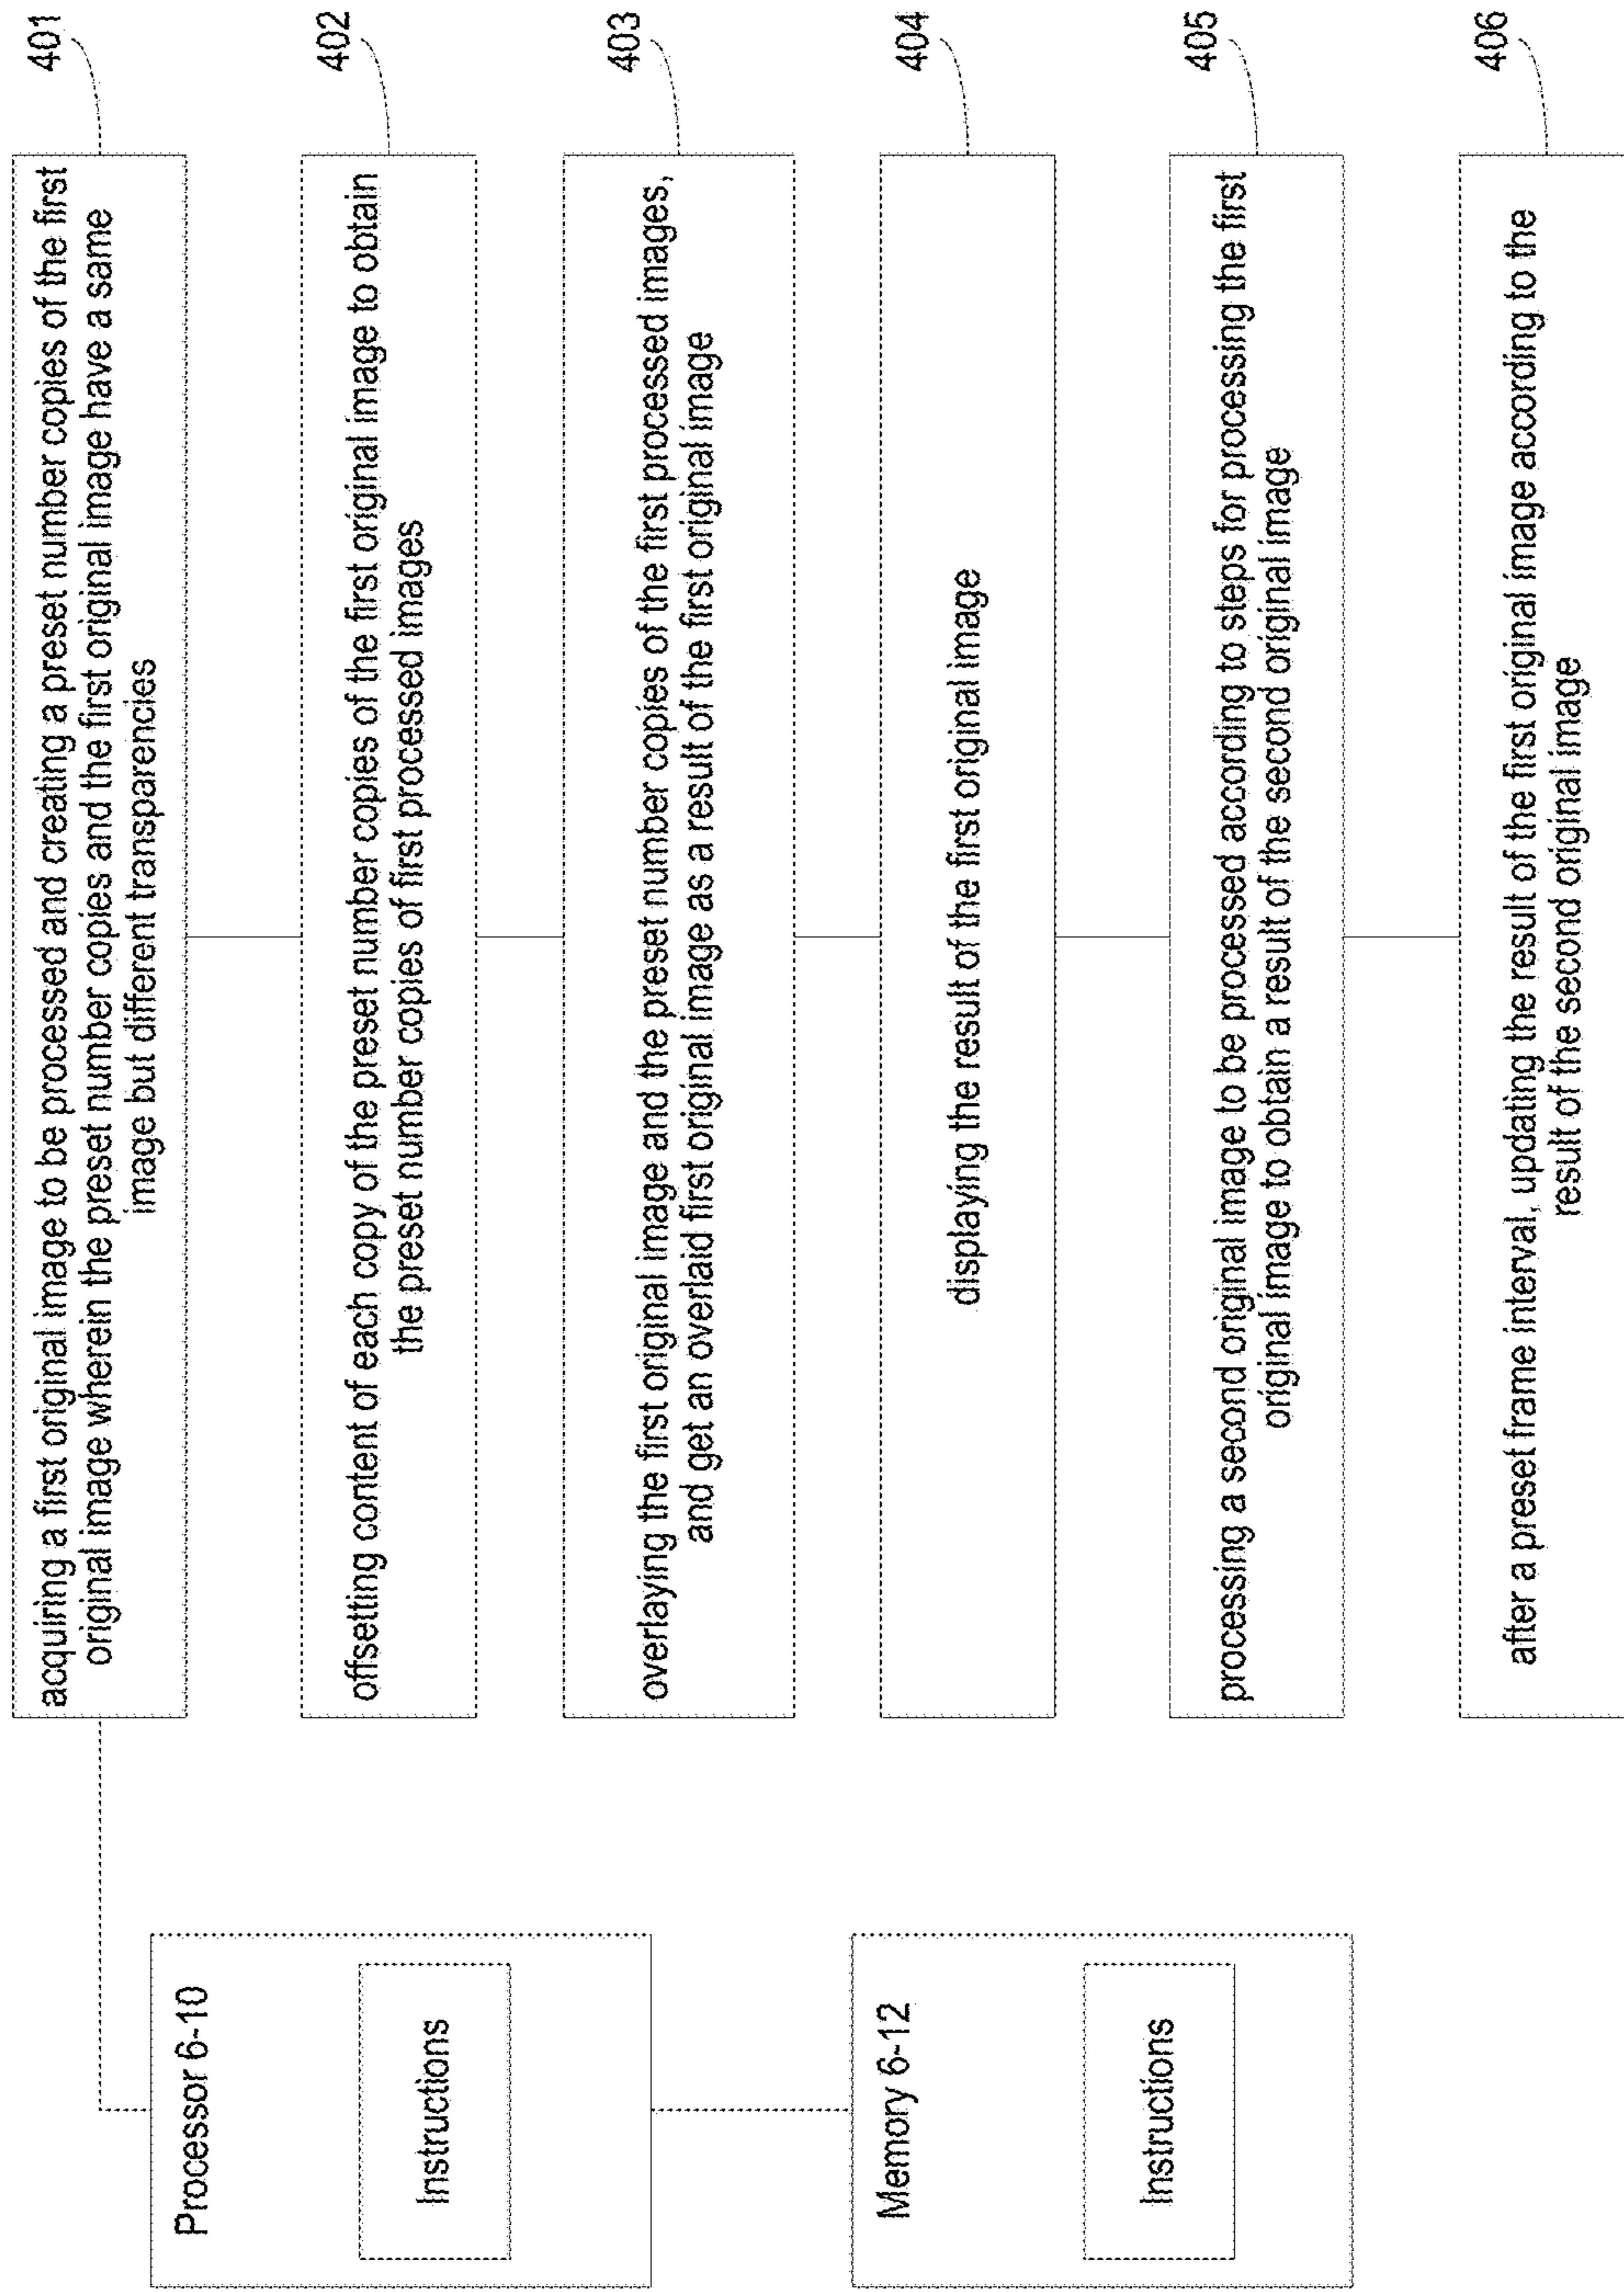 Processor 6-10
Instructions
Memory 6-12
Instructions
acquiring a first original image to be processed and creating a preset number copies of the first
original image wherein the preset number copies and the first original image have a same
image but different transparencies
401
offsetting content of each copy of the preset number copies of the first original image to obtain
the preset number copies of first processed images
402
overlaying the first original image and the preset number copies of the first processed images,
and get an overlaid first original image as a result of the first original image
403
displaying the result of the first original image
404
processing a second original image to be processed according to steps for processing the first
original image to obtain a result of the second original image
405
after a preset frame interval, updating the result of the first original image according to the
result of the second original image
406